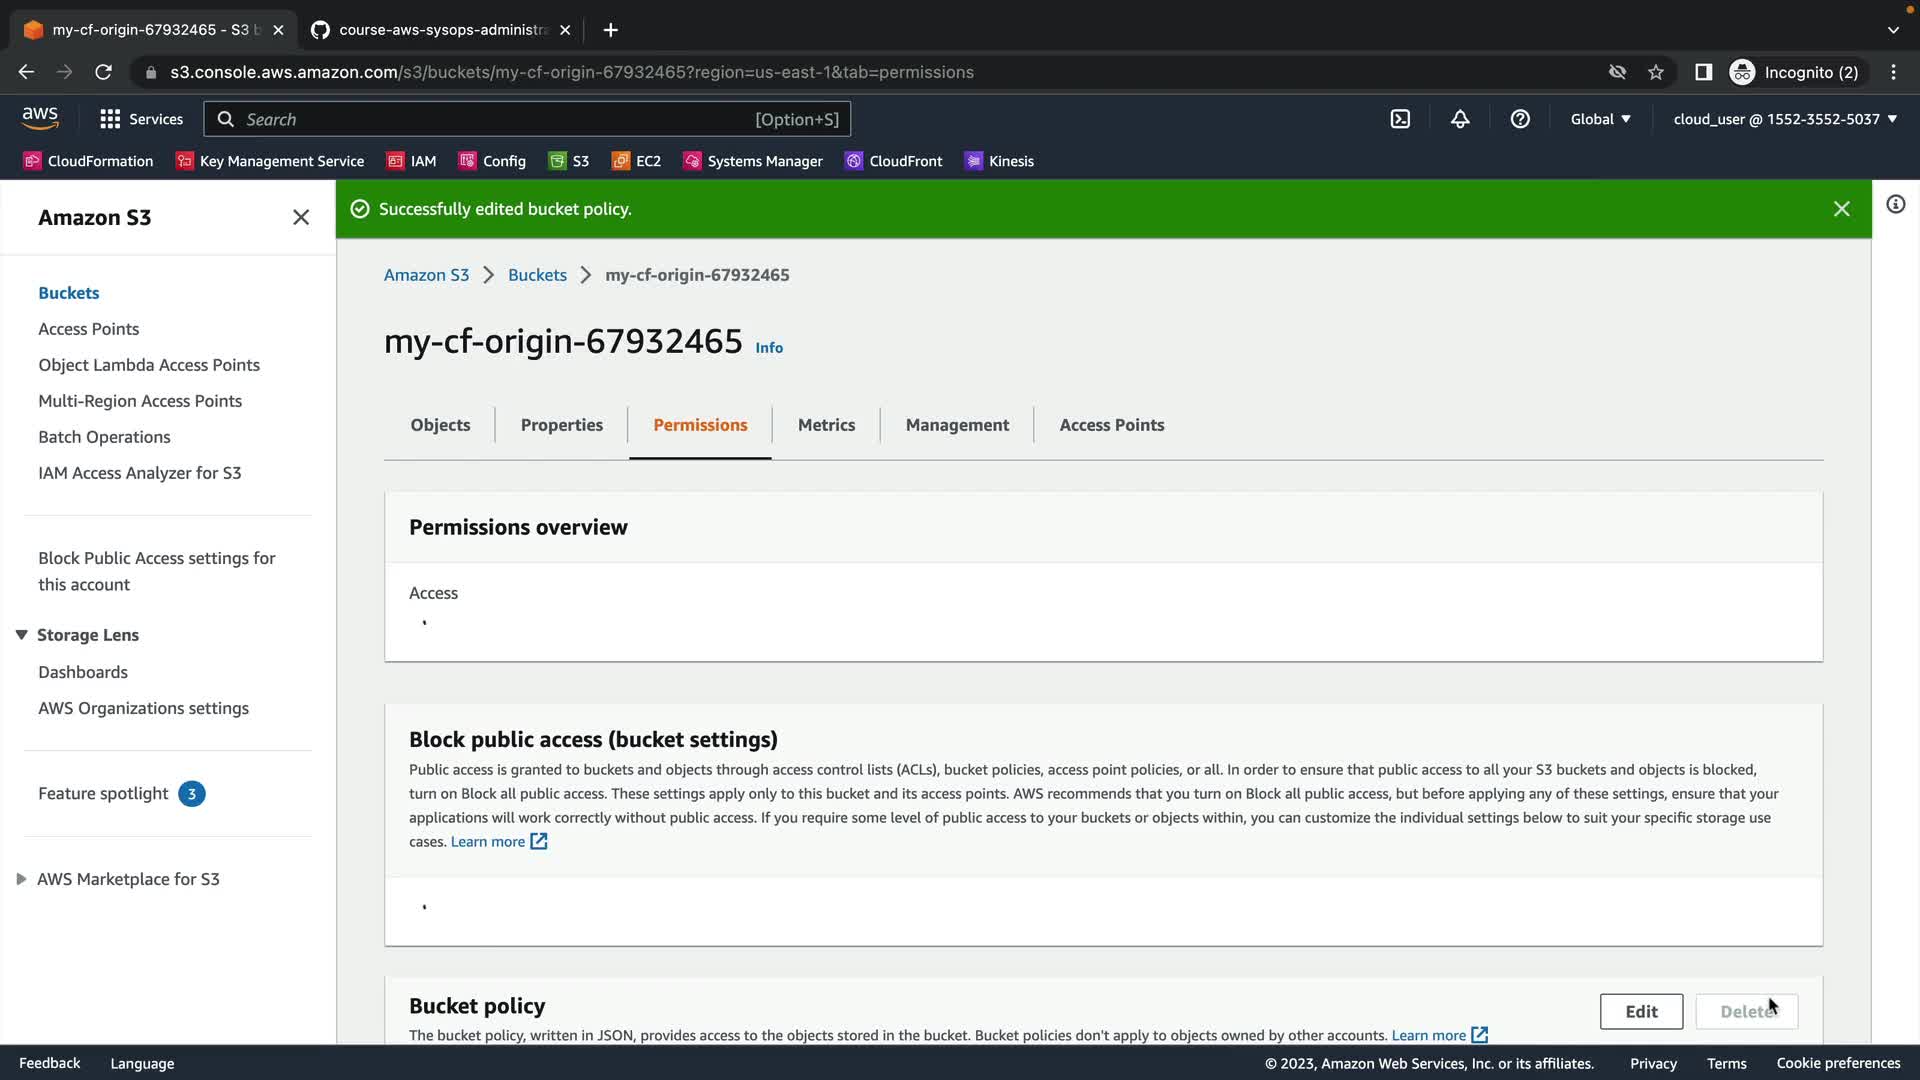 my-cf-origin-67932465 - S3 b
course-aws-sysops-administra
s3.console.aws.amazon.com/s3/buckets/my-cf-origin-67932465?region=us-east-1&tab=permissions
Incognito (2)
aws
Services
Search
[Option+S]
Global
cloud_user @ 1552-3552-5037
CloudFormation
Key Management Service
IAM
Config
S3
EC2
Systems Manager
CloudFront
Kinesis
Amazon S3
Buckets
Access Points
Object Lambda Access Points
Multi-Region Access Points
Batch Operations
IAM Access Analyzer for S3
Block Public Access settings for
this account
Storage Lens
Dashboards
AWS Organizations settings
Feature spotlight 3
AWS Marketplace for S3
Successfully edited bucket policy.
Amazon S3
Buckets
my-cf-origin-67932465
my-cf-origin-67932465 Info
Objects
Properties
Permissions
Metrics
Management
Access Points
Permissions overview
Access
Block public access (bucket settings)
Public access is granted to buckets and objects through access control lists (ACLs), bucket policies, access point policies, or all. In order to ensure that public access to all your S3 buckets and objects is blocked,
turn on Block all public access. These settings apply only to this bucket and its access points. AWS recommends that you turn on Block all public access, but before applying any of these settings, ensure that your
applications will work correctly without public access. If you require some level of public access to your buckets or objects within, you can customize the individual settings below to suit your specific storage use
cases. Learn more
Bucket policy
Edit
Delete
The bucket policy, written in JSON, provides access to the objects stored in the bucket. Bucket policies don't apply to objects owned by other accounts. Learn more
Feedback
Language
© 2023, Amazon Web Services, Inc. or its affiliates.
Privacy
Terms
Cookie preferences